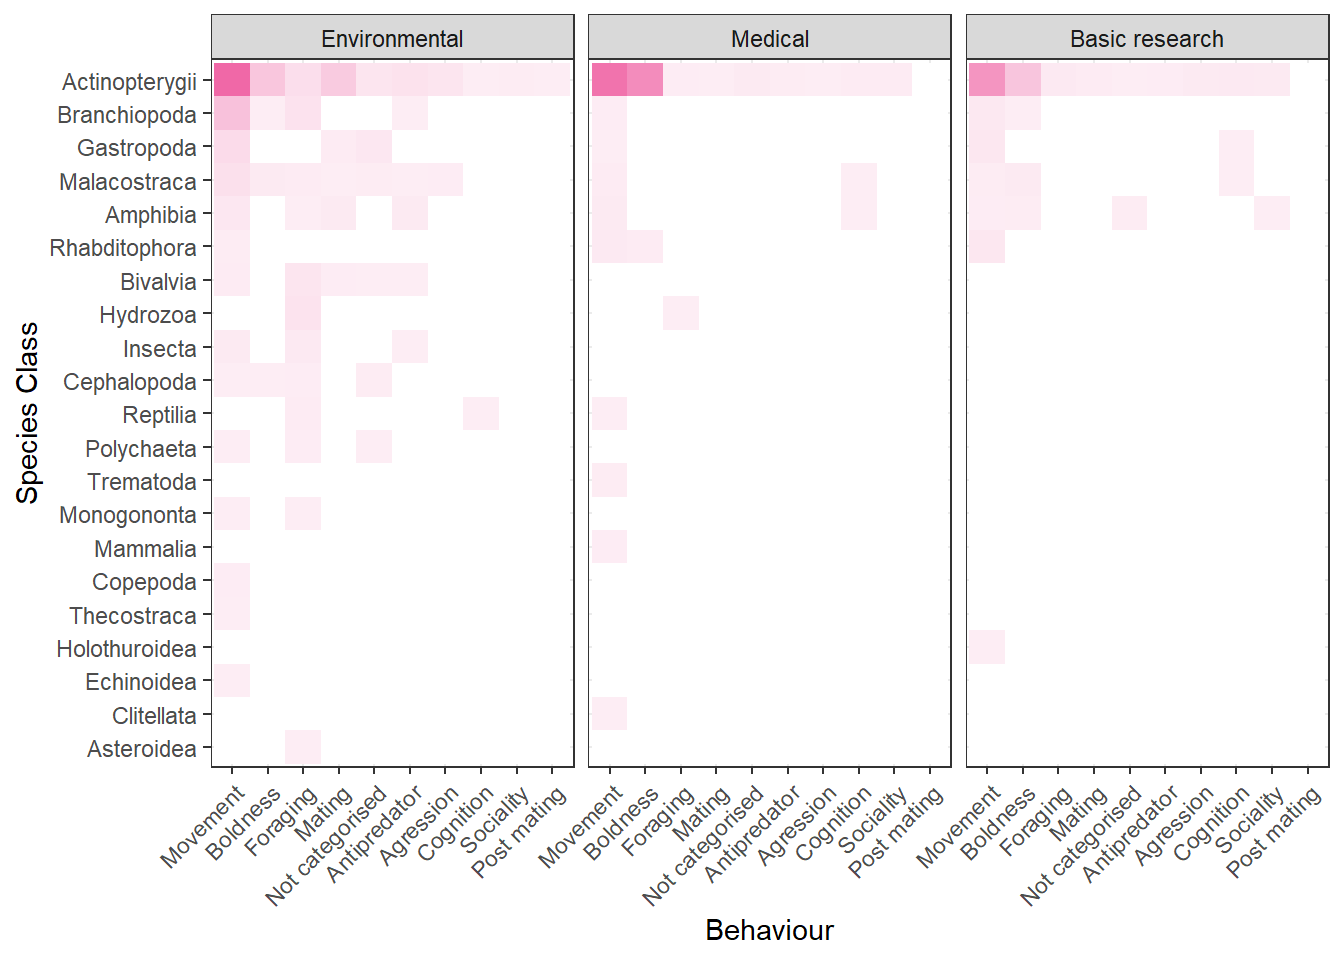 Environmental
Medical
Basic research
Species Class
Actinopterygii
Branchiopoda
Gastropoda
Malacostraca
Amphibia
Rhabditophora
Bivalvia
Hydrozoa
Insecta
Cephalopoda
Reptilia
Polychaeta
Trematoda
Monogononta
Mammalia
Copepoda
Thecostraca
Holothuroidea
Echinoidea
Clitellata
Asteroidea
Movement
Boldness
Foraging
Mating
Not categorised
Antipredator
Agression
Cognition
Sociality
Post mating
Movement
Boldness
Foraging
Mating
Not categorised
Antipredator
Agression
Cognition
Sociality
Post mating
Movement
Boldness
Foraging
Mating
Not categorised
Antipredator
Agression
Cognition
Sociality
Post mating
Behaviour